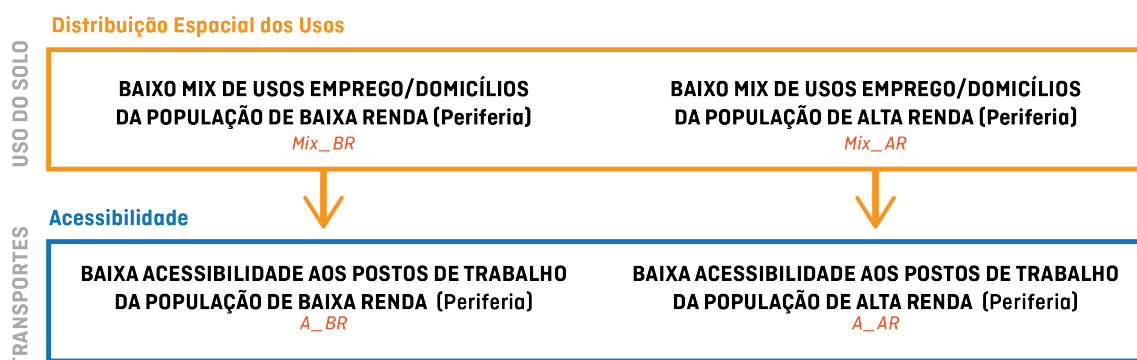 Distribuição Espacial dos Usos
USO DO SOLO
BAIXO MIX DE USOS EMPREGO/DOMICÍLIOS
DA POPULAÇÃO DE BAIXA RENDA (Periferia)
Mix_BR
BAIXO MIX DE USOS EMPREGO/DOMICÍLIOS
DA POPULAÇÃO DE ALTA RENDA (Periferia)
Mix_AR
Acessibilidade
TRANSPORTES
BAIXA ACESSIBILIDADE AOS POSTOS DE TRABALHO
DA POPULAÇÃO DE BAIXA RENDA (Periferia)
A_BR
BAIXA ACESSIBILIDADE AOS POSTOS DE TRABALHO
DA POPULAÇÃO DE ALTA RENDA (Periferia)
A_AR